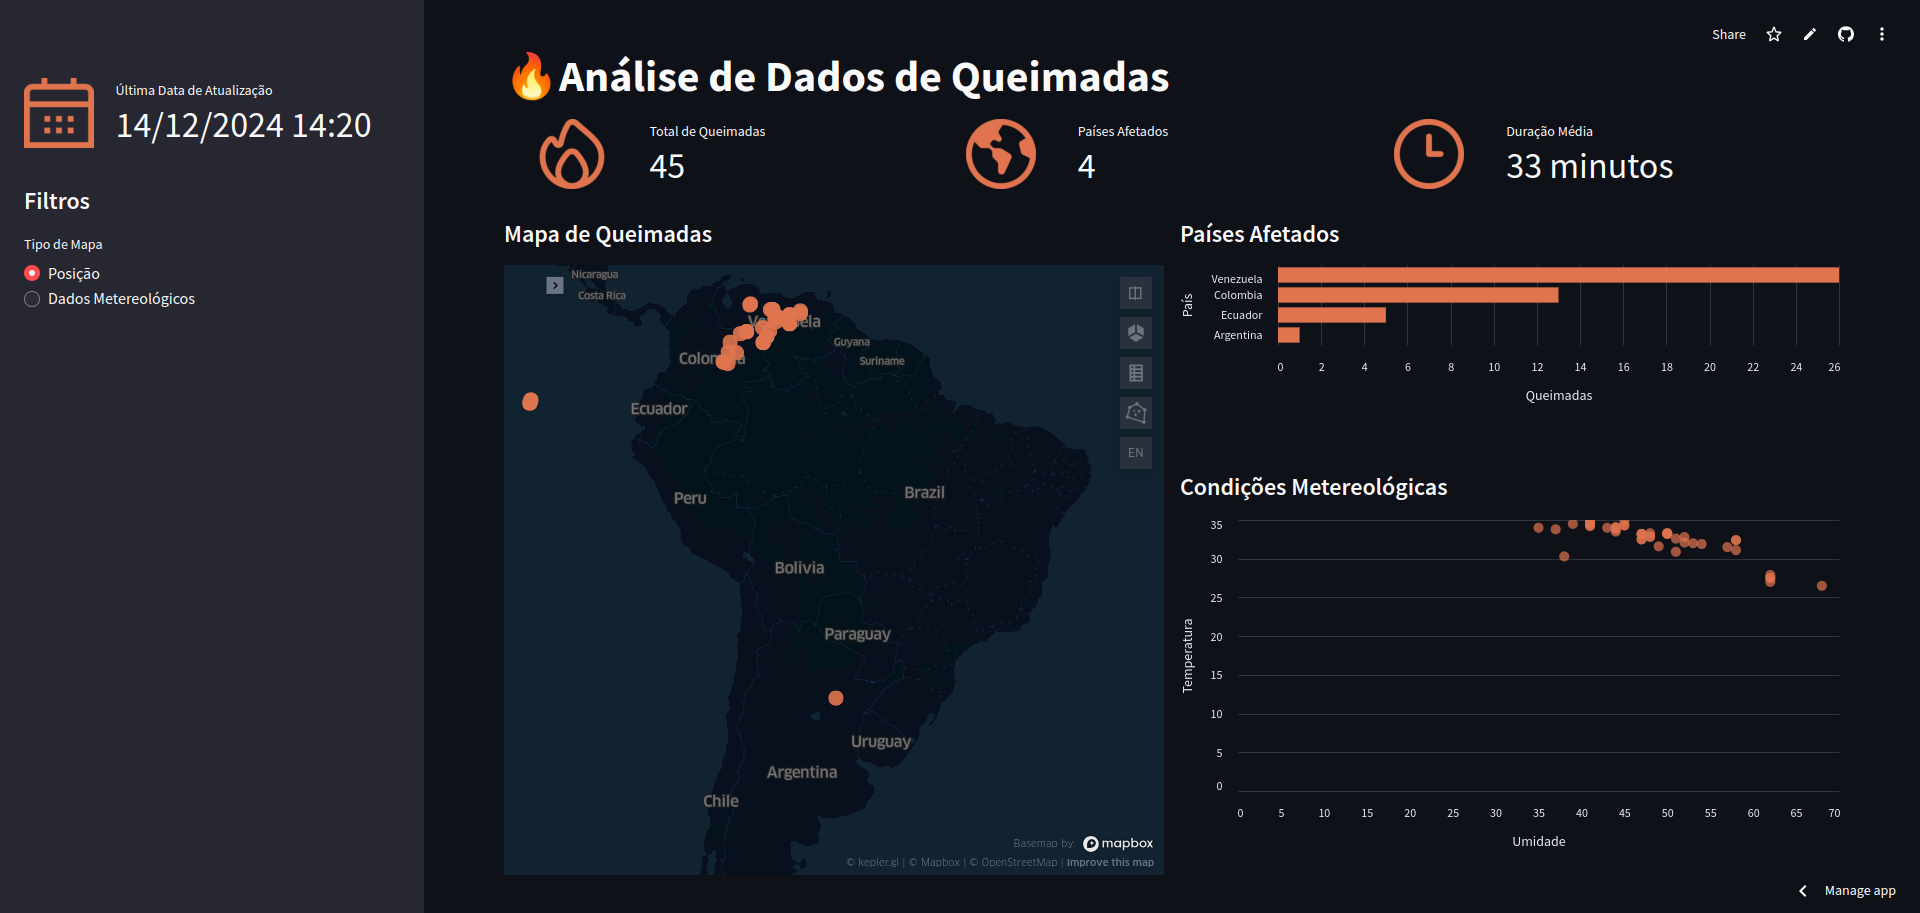 Share
Última Data de Atualização
14/12/2024 14:20
Filtros
Tipo de Mapa
Posição
Dados Metereológicos
Análise de Dados de Queimadas
Total de Queimadas
45
Países Afetados
4
Duração Média
33 minutos
Mapa de Queimadas
Nicaragua
Costa Rica
Guyana
Suriname
Ecuador
Peru
Brazil
Bolivia
Paraguay
Uruguay
Argentina
Chile
EN
Basemap by: mapbox
© kepler.gl | © Mapbox | © OpenStreetMap | Improve this map
Países Afetados
País
Venezuela
Colombia
Ecuador
Argentina
0 2 4 6 8 10 12 14 16 18 20 22 24 26
Queimadas
Condições Metereológicas
Temperatura
35
30
25
20
15
10
5
0
0 5 10 15 20 25 30 35 40 45 50 55 60 65 70
Umidade
Manage app